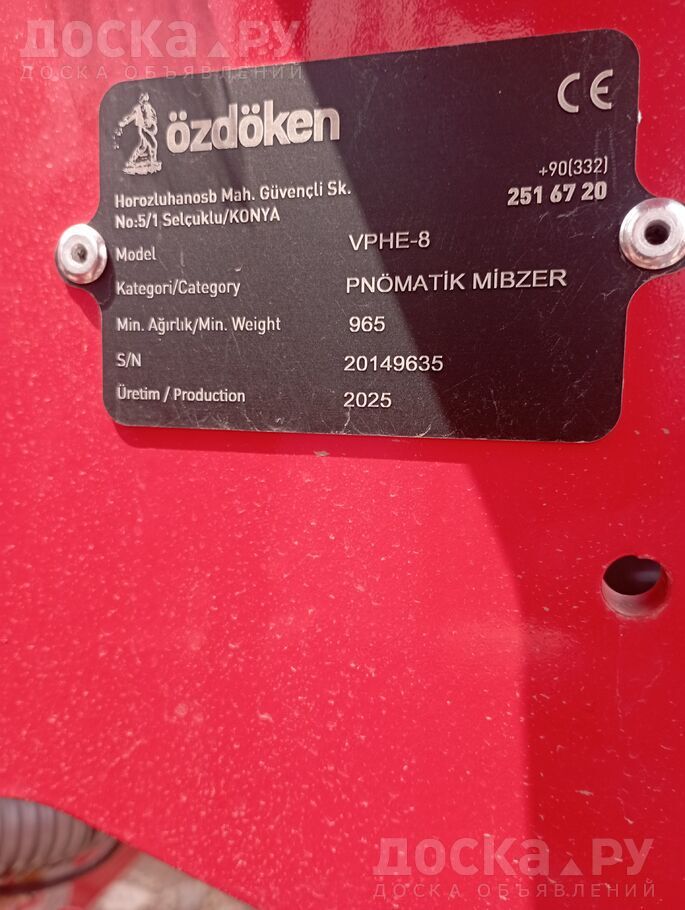 ДОСКА.РУ
ДОСКА ОБЪЯВЛЕНИЙ
özdöken
CE
Horozluhanosb Mah. Güvençli Sk.
No:5/1 Selçuklu/KONYA
+90(332)
251 67 20
Model VPHE-8
Kategori/Category PNÖMATİK MİBZER
Min. Ağırlık/Min. Weight 965
S/N 20149635
Üretim / Production 2025
ДОСКА.РУ
ДОСКА ОБЪЯВЛЕНИЙ